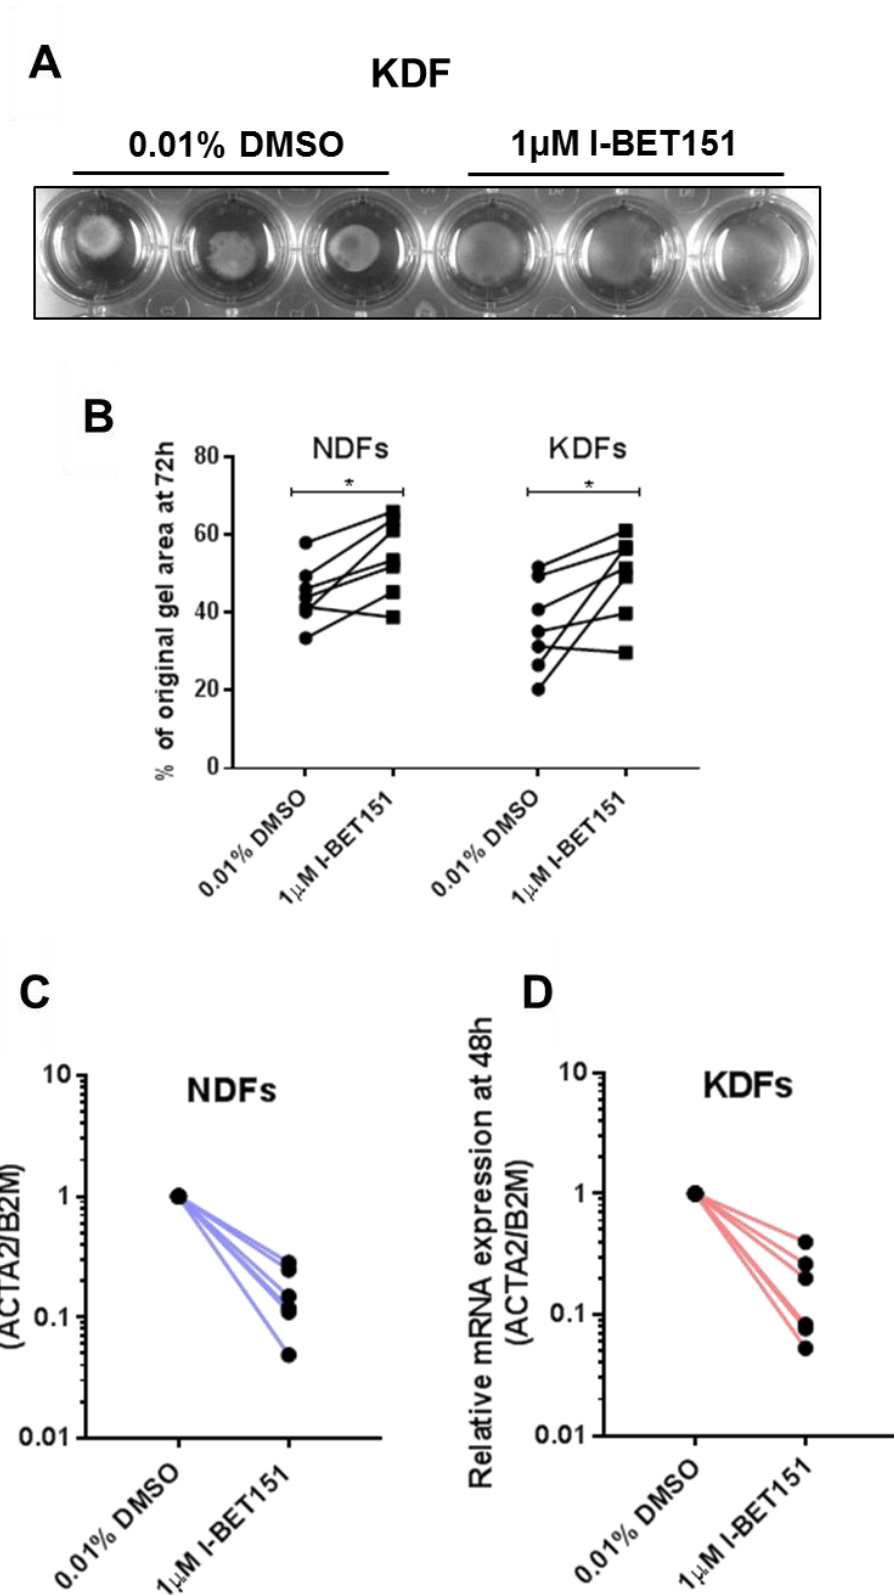 A
KDF
0.01% DMSO
1µM I-BET151
B
% of original gel area at 72h
80
60
40
20
0
NDFs
*
KDFs
*
0.01% DMSO
1µM I-BET151
0.01% DMSO
1µM I-BET151
C
(ACTA2/B2M)
10
1
0.1
0.01
NDFs
0.01% DMSO
1µM I-BET151
D
Relative mRNA expression at 48h
(ACTA2/B2M)
10
1
0.1
0.01
KDFs
0.01% DMSO
1µM I-BET151